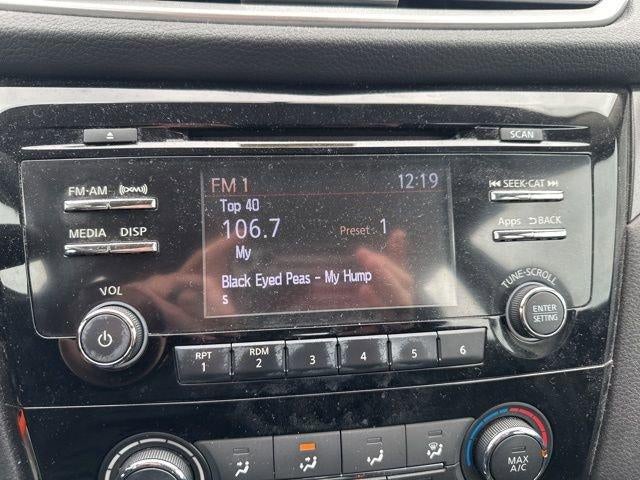 SCAN
FM 1 12:19
Top 40
106.7 Preset 1
My
Black Eyed Peas - My Hump
s
FM·AM (((XM)))
MEDIA DISP
VOL
SEEK·CAT
Apps BACK
TUNE·SCROLL
ENTER
SETTING
RPT RDM
1 2 3 4 5 6
MAX
A/C